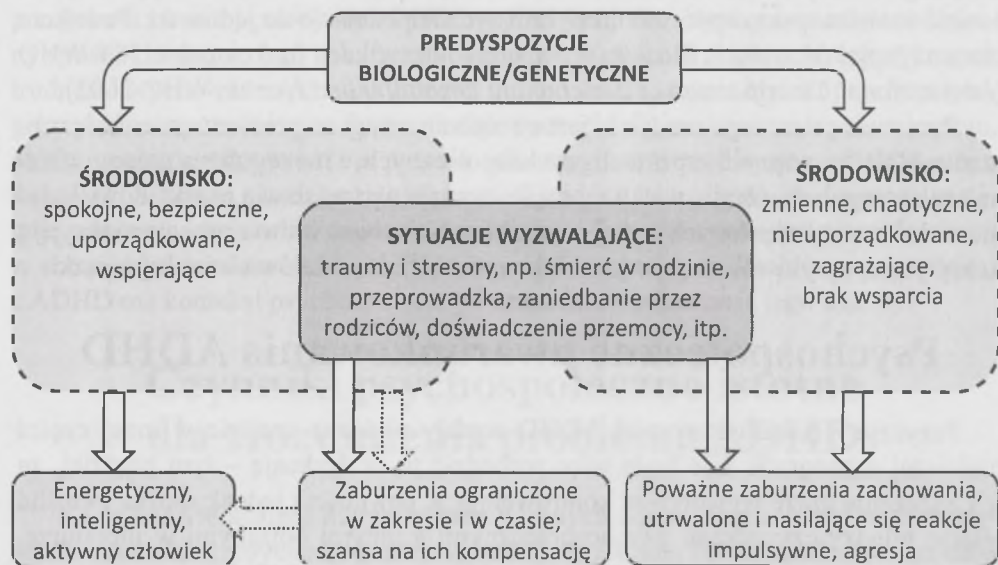 PREDYSPOZYCJE
BIOLOGICZNE/GENETYCZNE
ŚRODOWISKO:
spokojne, bezpieczne,
uporządkowane,
wspierające
SYTUACJE WYZWALAJĄCE:
traumy i stresory, np. śmierć w rodzinie,
przeprowadzka, zaniedbanie przez
rodziców, doświadczenie przemocy, itp.
ŚRODOWISKO:
zmienne, chaotyczne,
nieuporządkowane,
zagrażające,
brak wsparcia
Energetyczny,
inteligentny,
aktywny człowiek
Zaburzenia ograniczone
w zakresie i w czasie;
szansa na ich kompensację
Poważne zaburzenia zachowania,
utrwalone i nasilające się reakcje
impulsywne, agresja